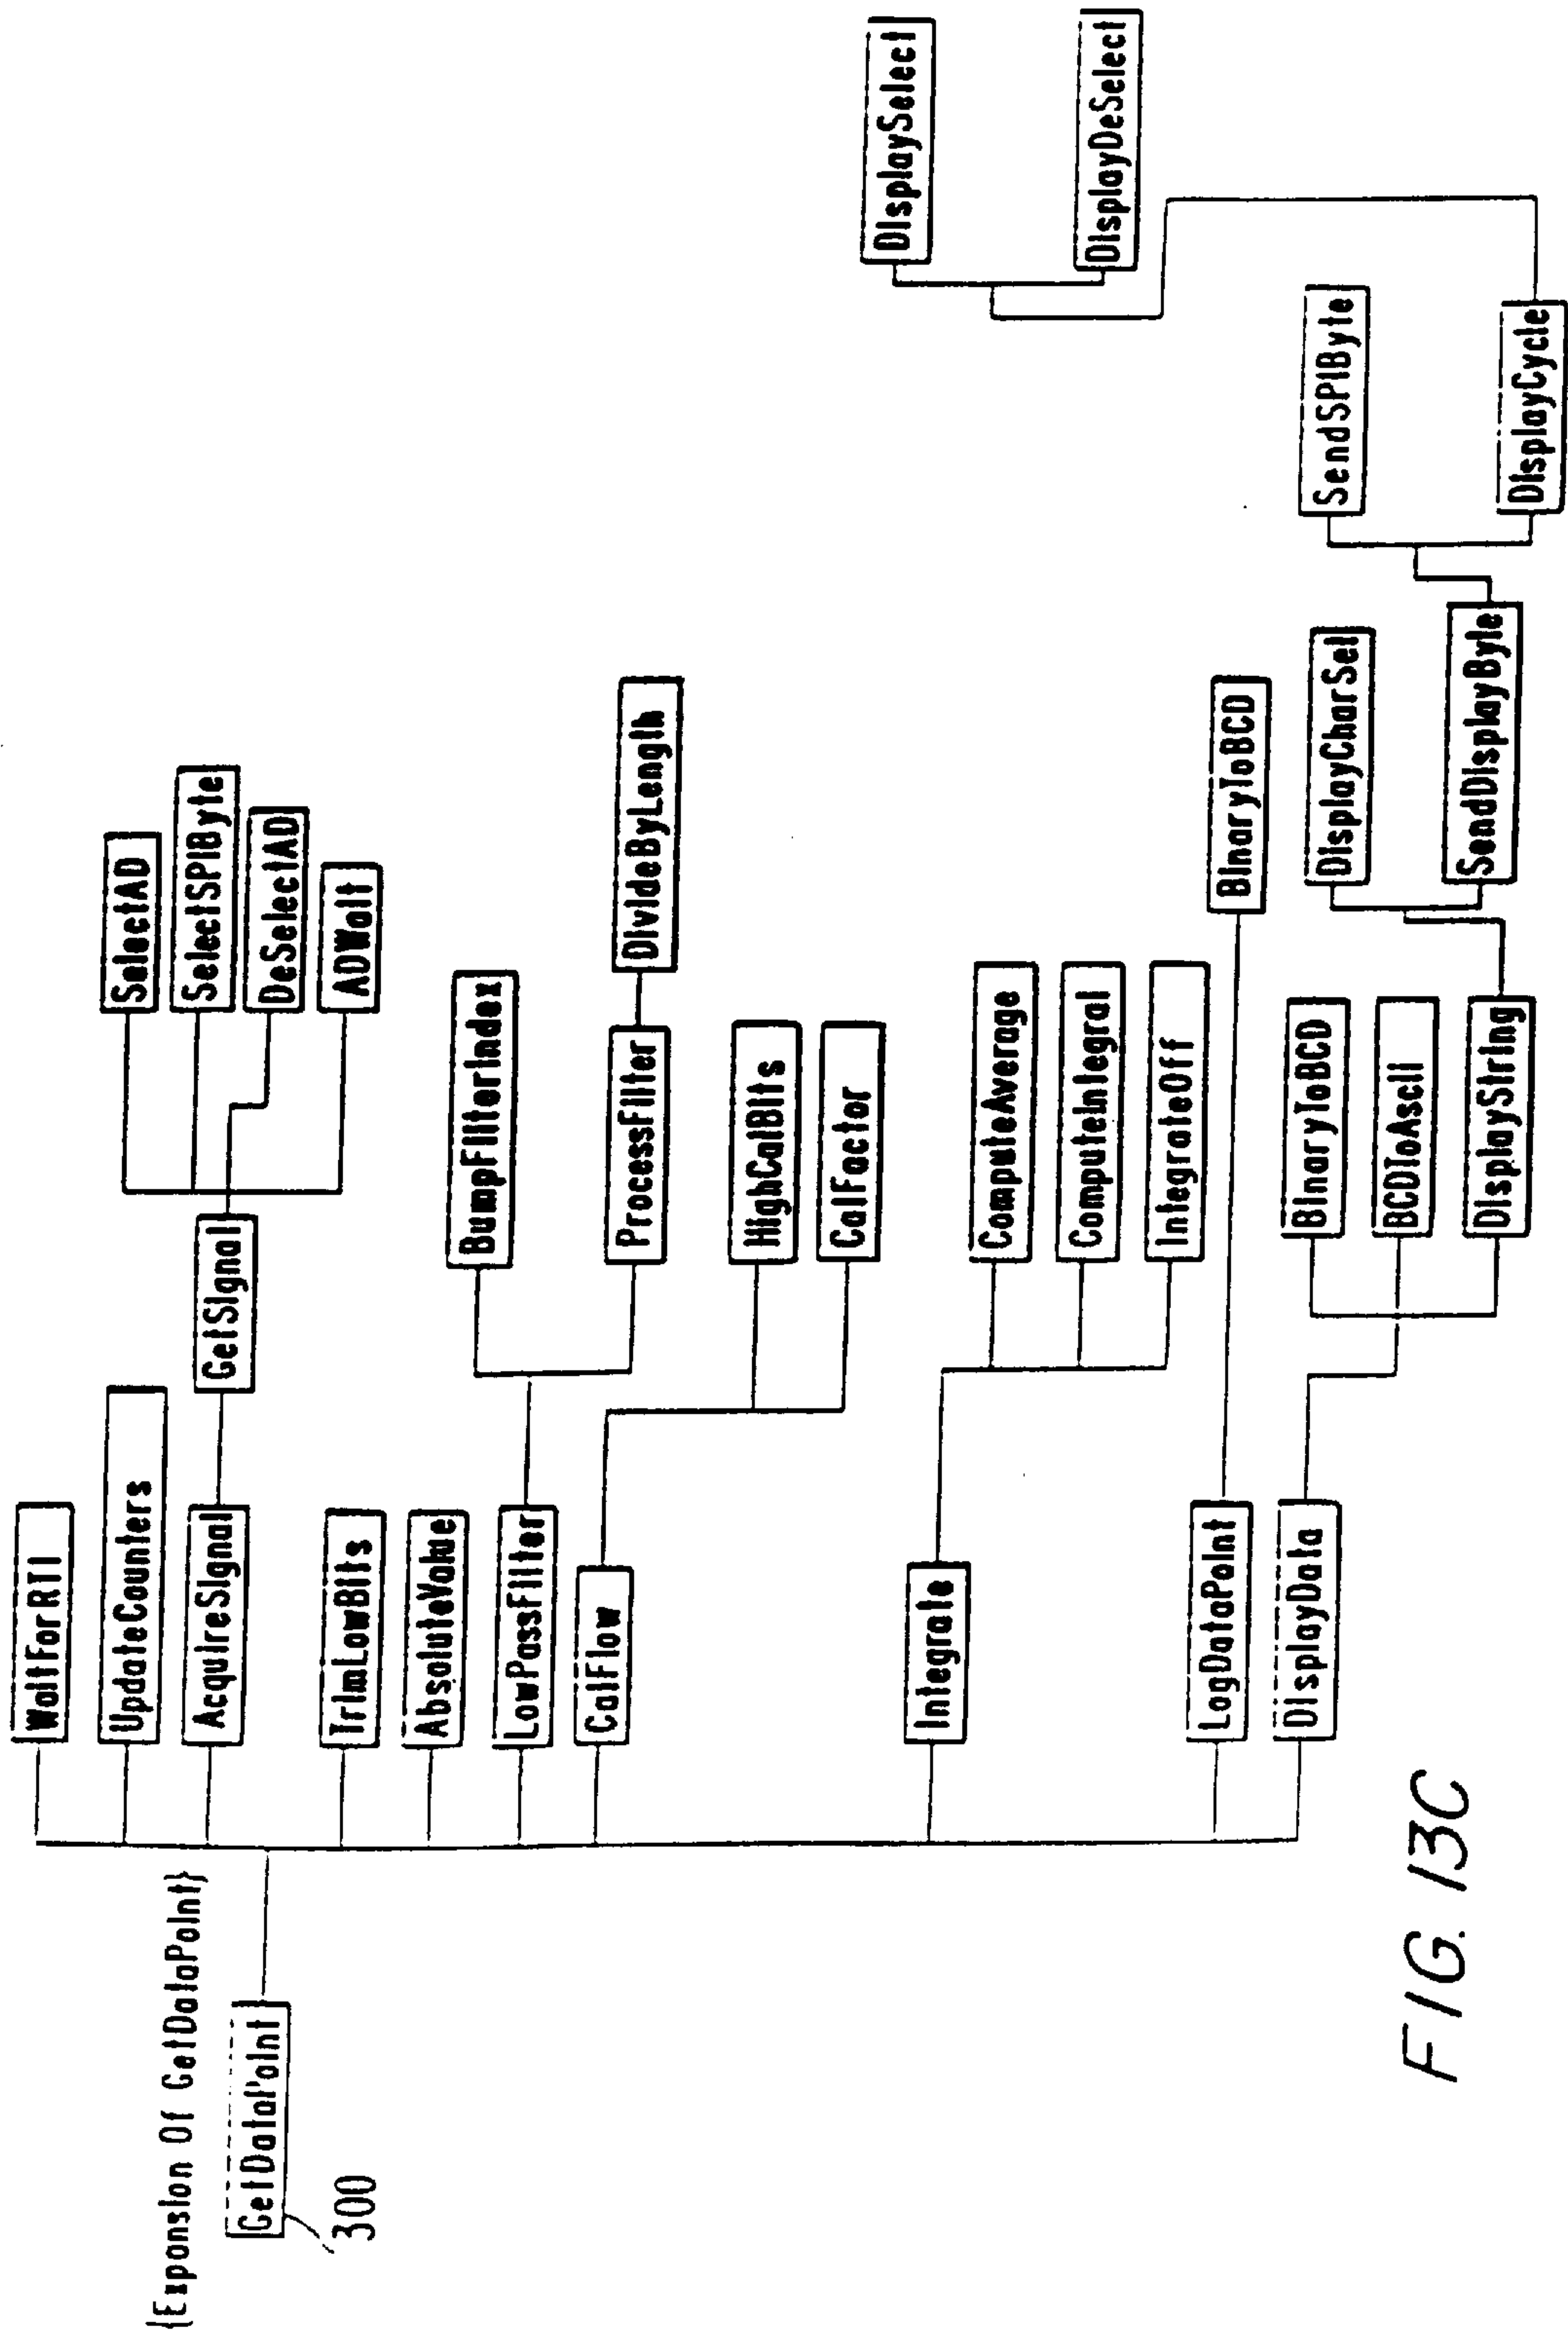 {Expansion Of GetDataPoint}
GetDataPoint
300
WaitForRTI
UpdateCounters
AcquireSignal
GetSignal
SelectAD
SelectSPIByte
DeSelectAD
ADWait
TrimLowBits
AbsoluteValue
LowPassFilter
BumpFilterIndex
ProcessFilter
DivideByLength
CalFlow
HighCalBits
CalFactor
Integrate
ComputeAverage
ComputeIntegral
IntegrateOff
LogDataPoint
BinaryToBCD
DisplayData
BinaryToBCD
BCDToAscii
DisplayString
DisplayCharSel
SendDisplayByte
SendSPIByte
DisplayCycle
DisplaySelect
DisplayDeSelect
FIG. 13C